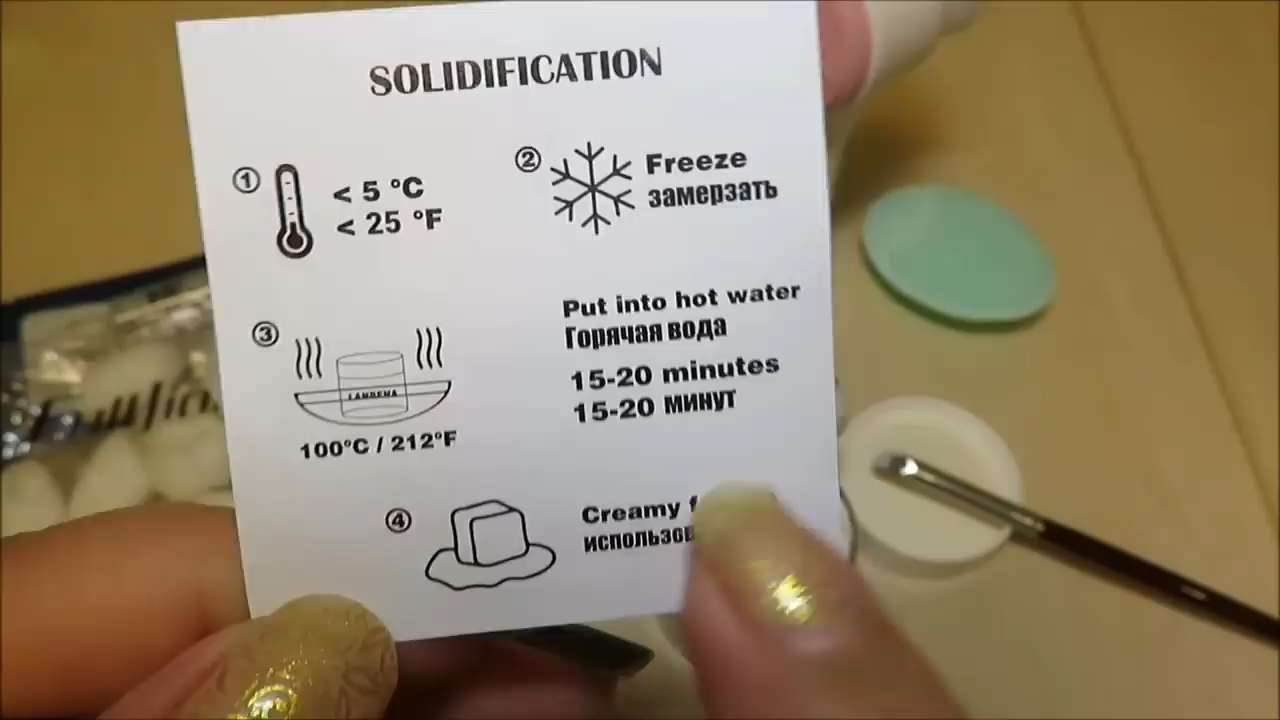 SOLIDIFICATION
① < 5 °C
< 25 °F
② Freeze
замерзать
③ LAMBEMA
100°C / 212°F
Put into hot water
Горячая вода
15-20 minutes
15-20 минут
④ Creamy